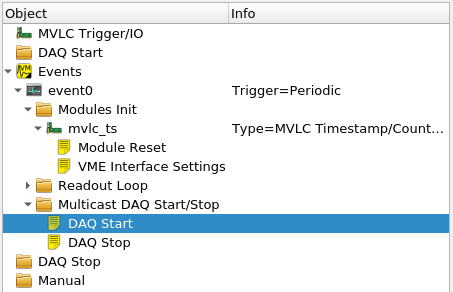 Object Info
MVLC Trigger/IO
DAQ Start
Events
event0 Trigger=Periodic
Modules Init
mvlc_ts Type=MVLC Timestamp/Count...
Module Reset
VME Interface Settings
Readout Loop
Multicast DAQ Start/Stop
DAQ Start
DAQ Stop
DAQ Stop
Manual